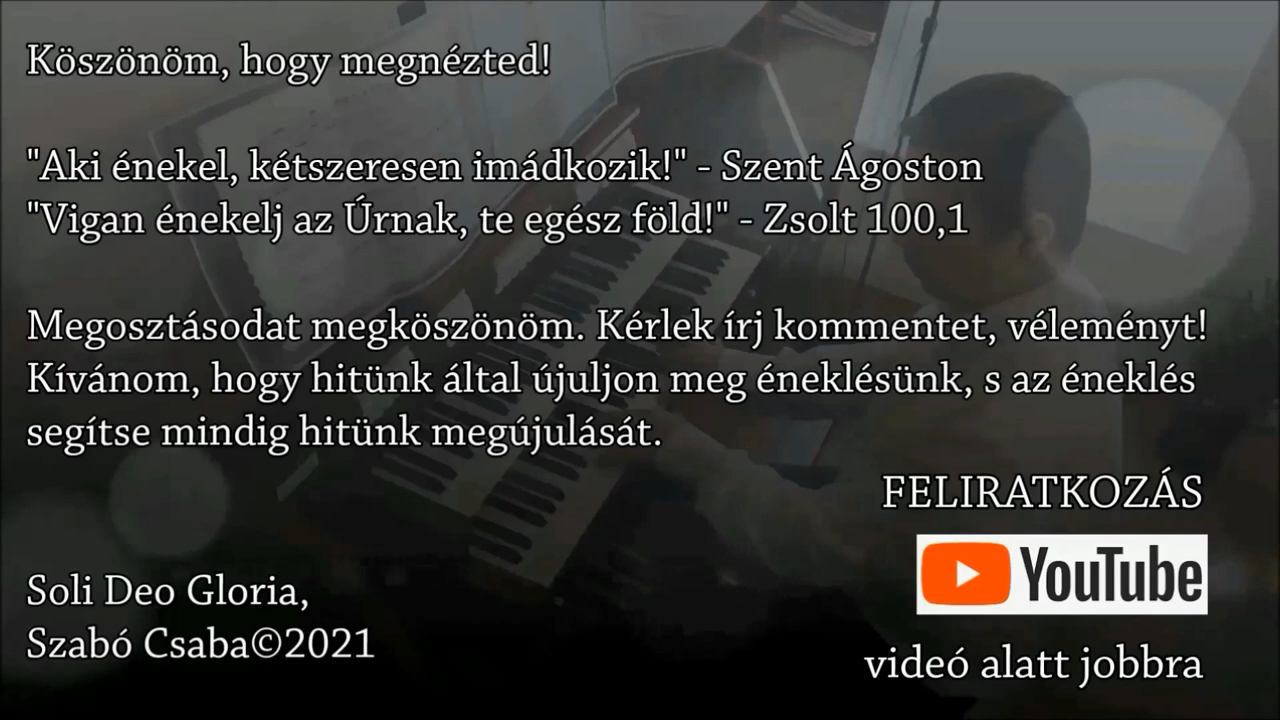 Köszönöm, hogy megnézted!
"Aki énekel, kétszeresen imádkozik!" - Szent Ágoston
"Vigan énekelj az Úrnak, te egész föld!" - Zsolt 100,1
Megosztásodat megköszönöm. Kérlek írj kommentet, véleményt!
Kívánom, hogy hitünk által újuljon meg éneklésünk, s az éneklés
segítse mindig hitünk megújulását.
FELIRATKOZÁS
YouTube
Soli Deo Gloria,
Szabó Csaba©2021
videó alatt jobbra